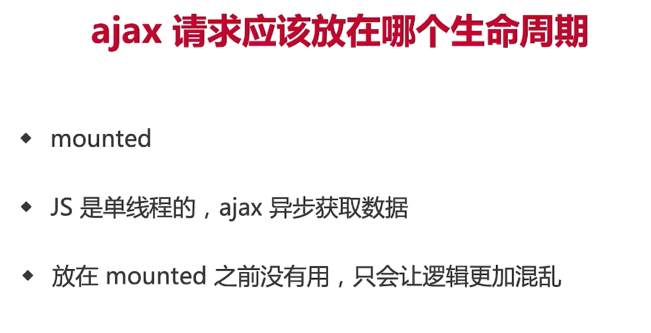 ajax 请求应该放在哪个生命周期
◆ mounted
◆ JS 是单线程的，ajax 异步获取数据
◆ 放在 mounted 之前没有用，只会让逻辑更加混乱